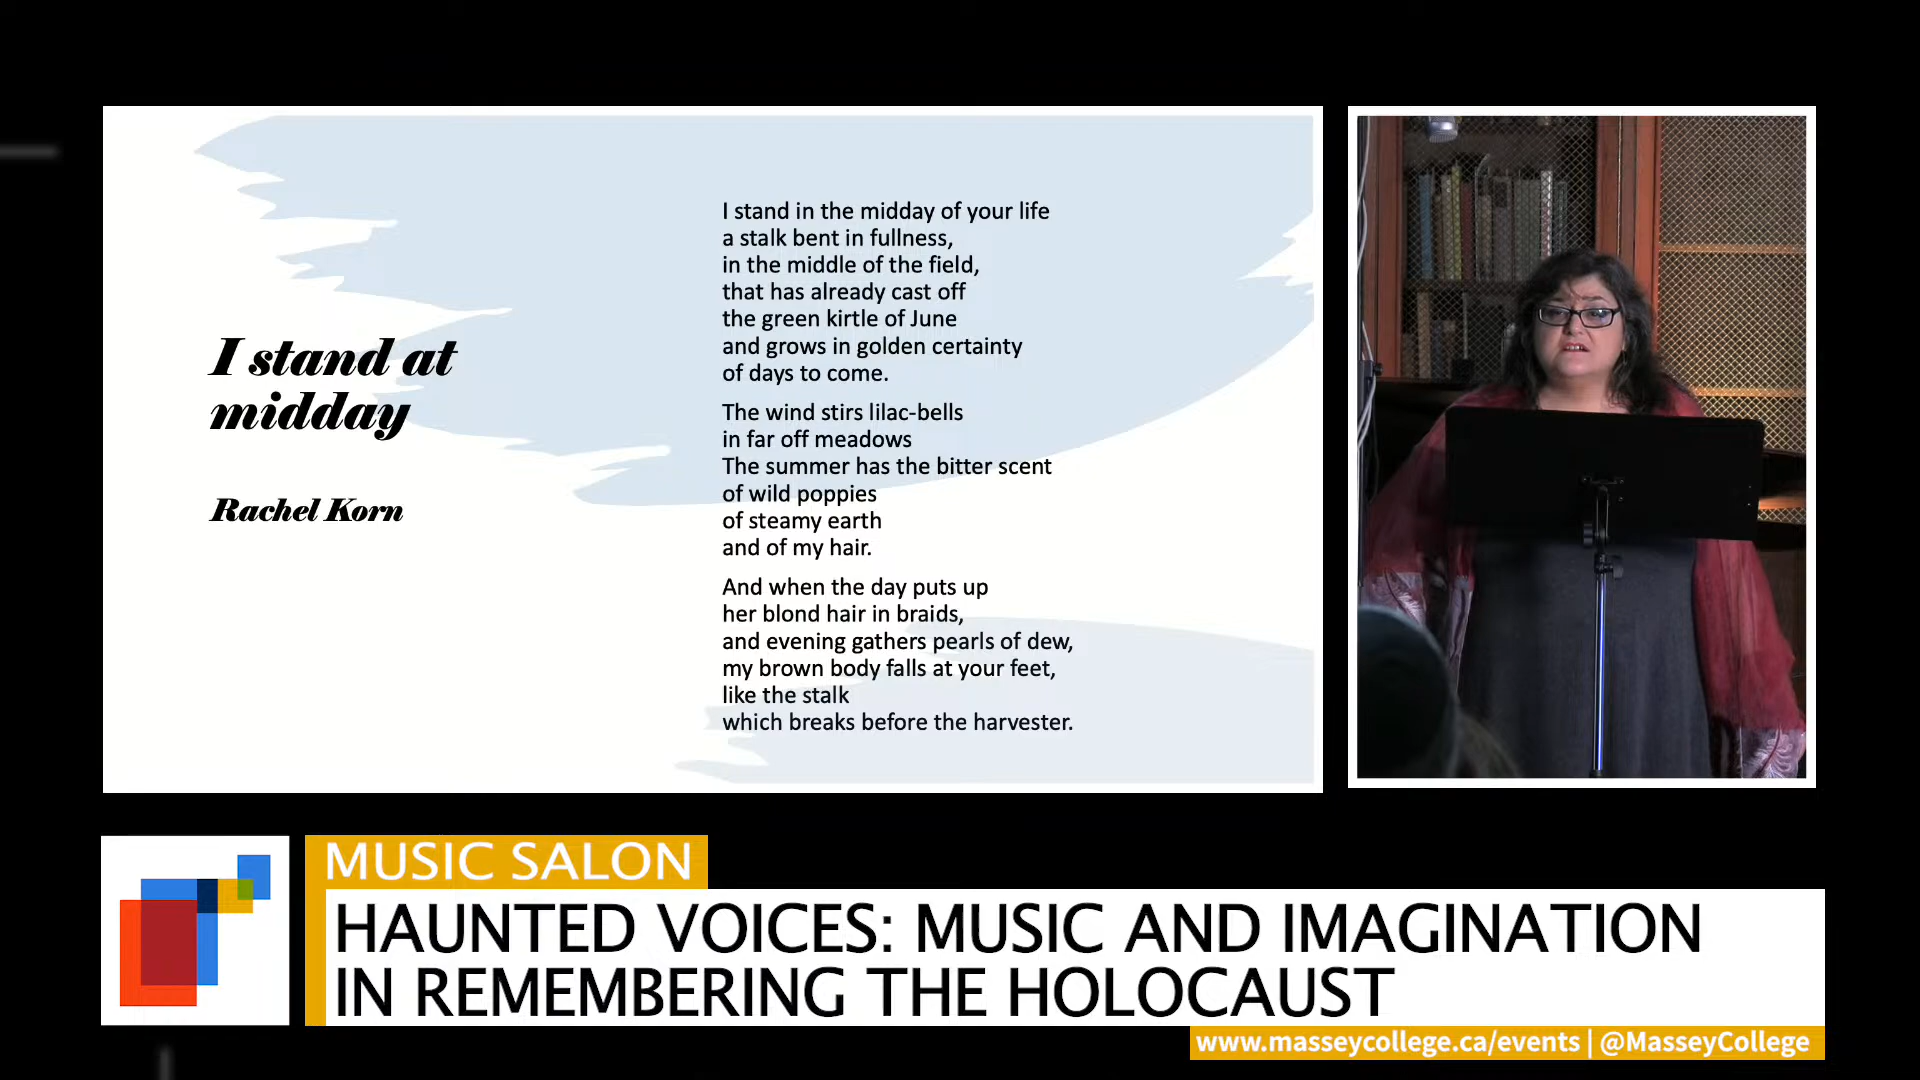 I stand at
midday
Rachel Korn
I stand in the midday of your life
a stalk bent in fullness,
in the middle of the field,
that has already cast off
the green kirtle of June
and grows in golden certainty
of days to come.
The wind stirs lilac-bells
in far off meadows
The summer has the bitter scent
of wild poppies
of steamy earth
and of my hair.
And when the day puts up
her blond hair in braids,
and evening gathers pearls of dew,
my brown body falls at your feet,
like the stalk
which breaks before the harvester.
MUSIC SALON
HAUNTED VOICES: MUSIC AND IMAGINATION
IN REMEMBERING THE HOLOCAUST
www.masseycollege.ca/events | @MasseyCollege